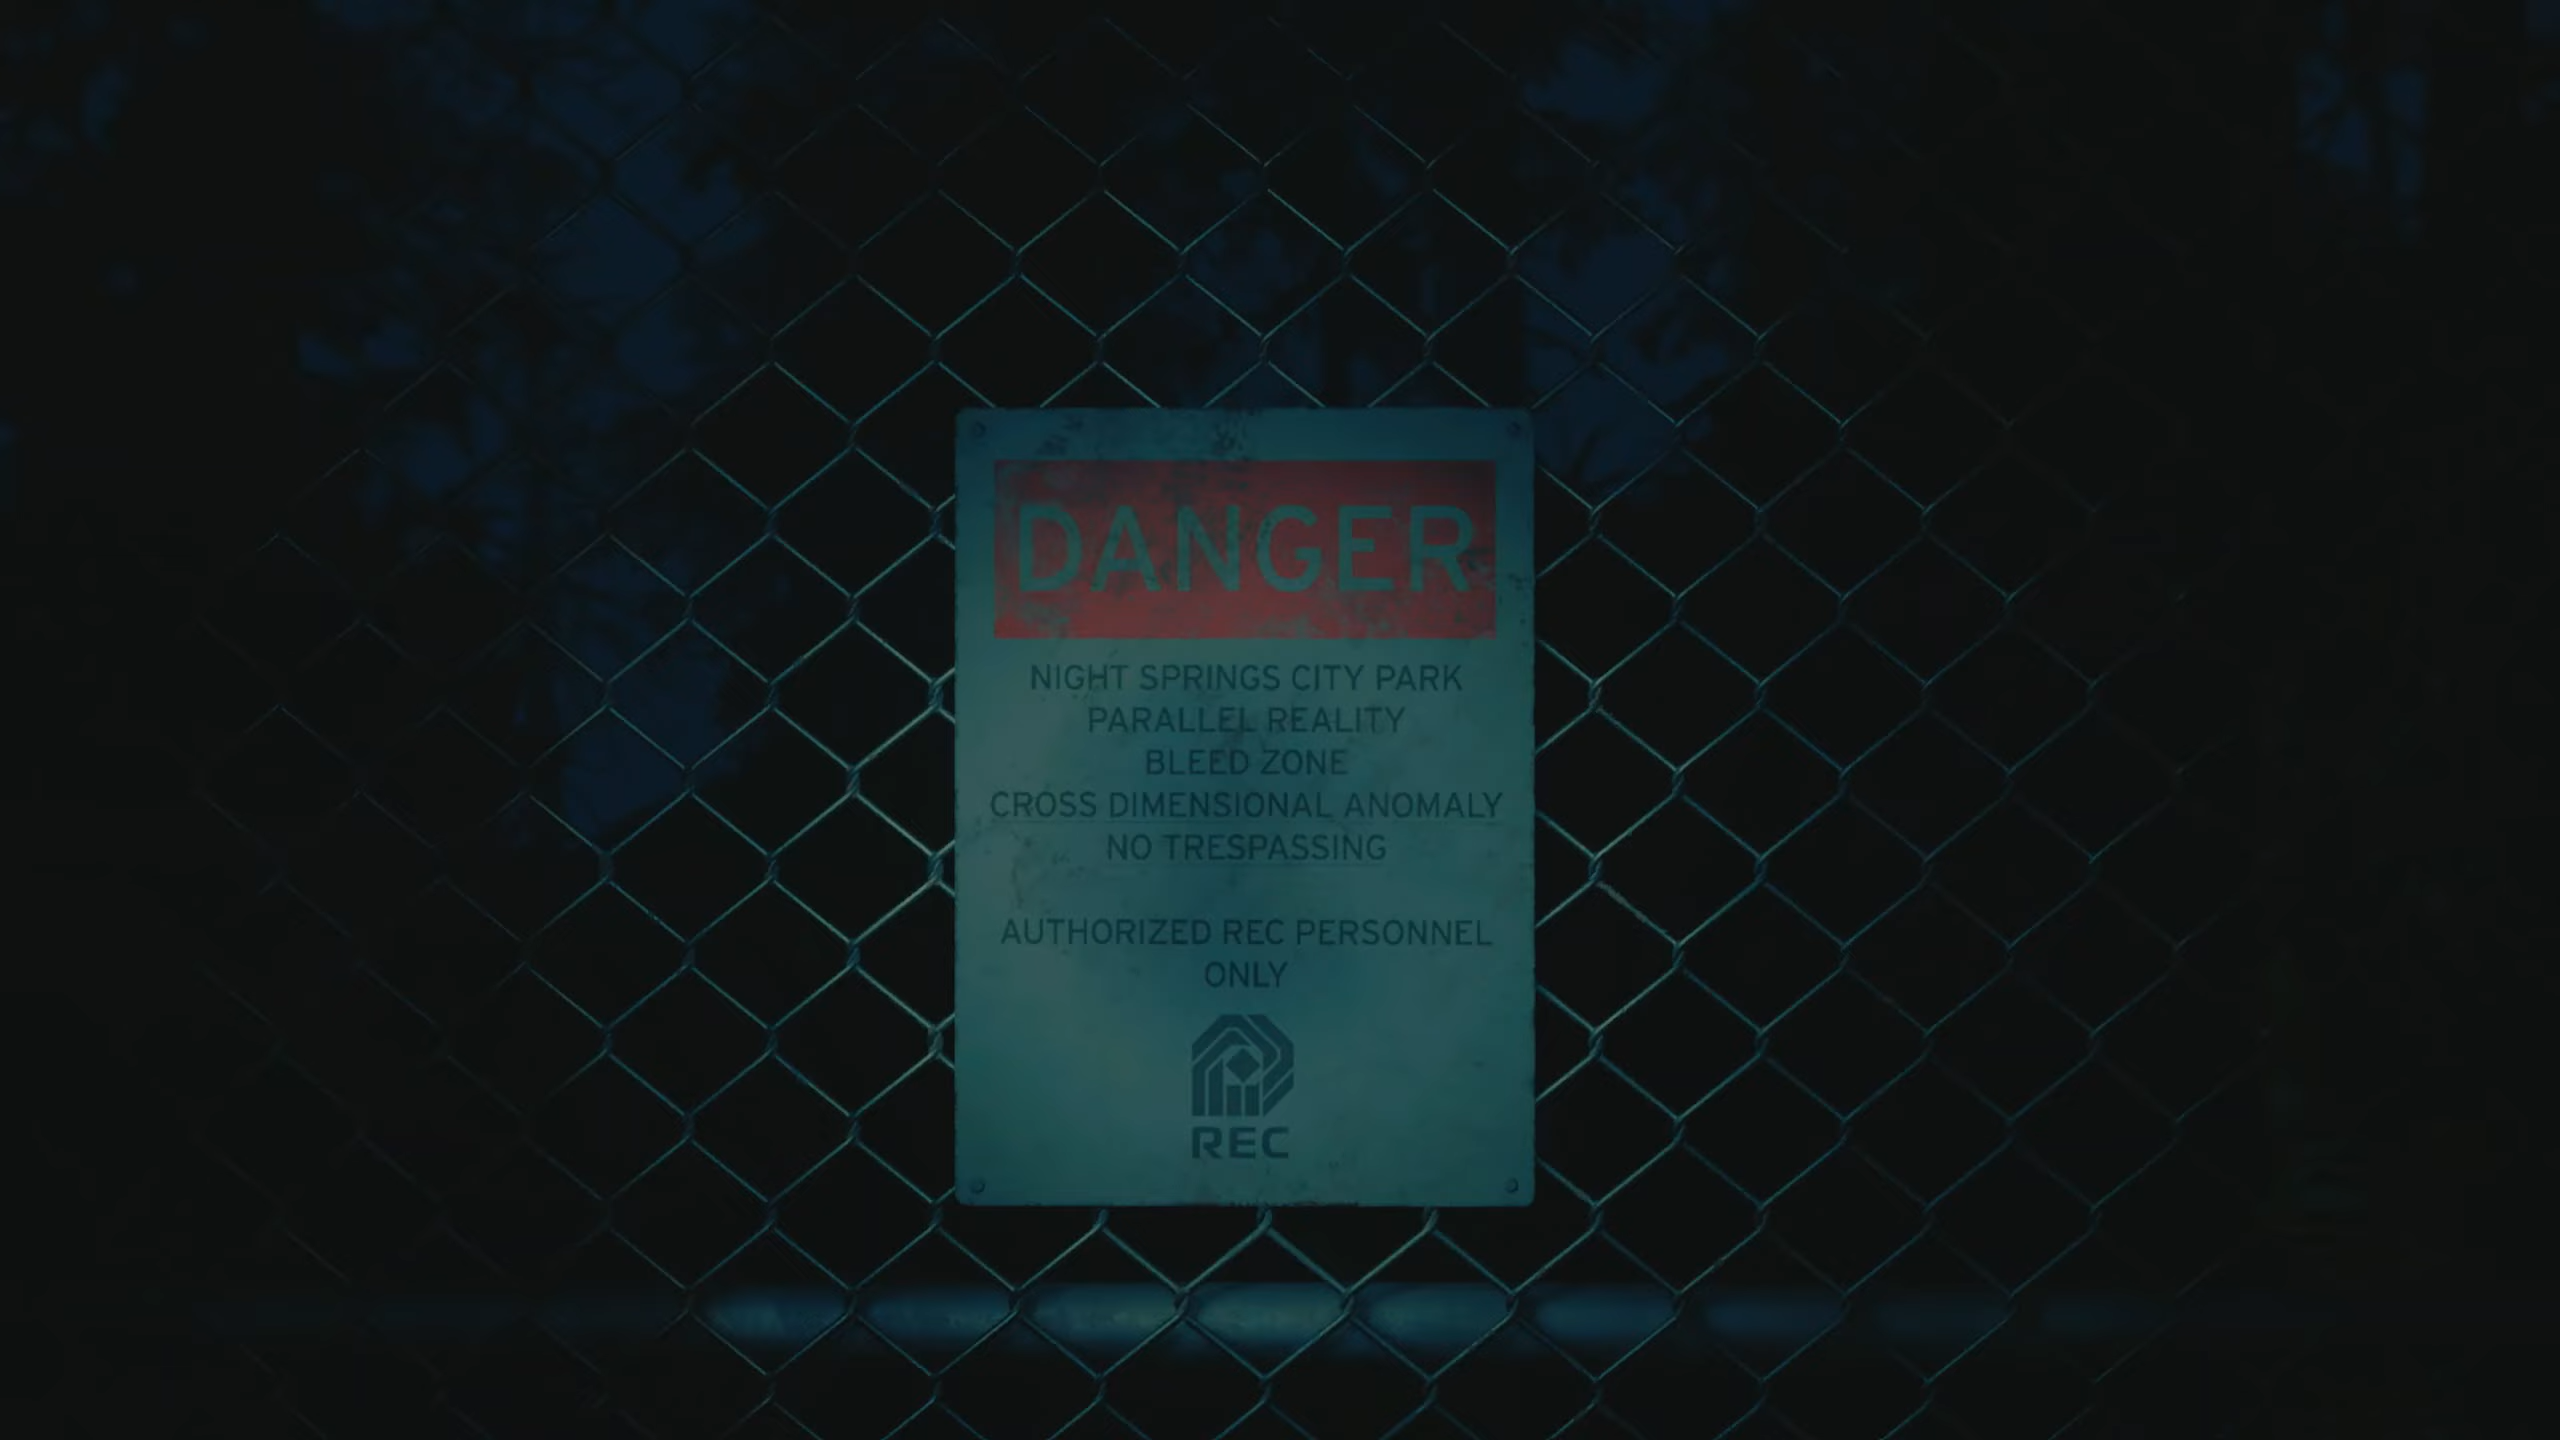 DANGER
NIGHT SPRINGS CITY PARK
PARALLEL REALITY
BLEED ZONE
CROSS DIMENSIONAL ANOMALY
NO TRESPASSING
AUTHORIZED REC PERSONNEL
ONLY
REC